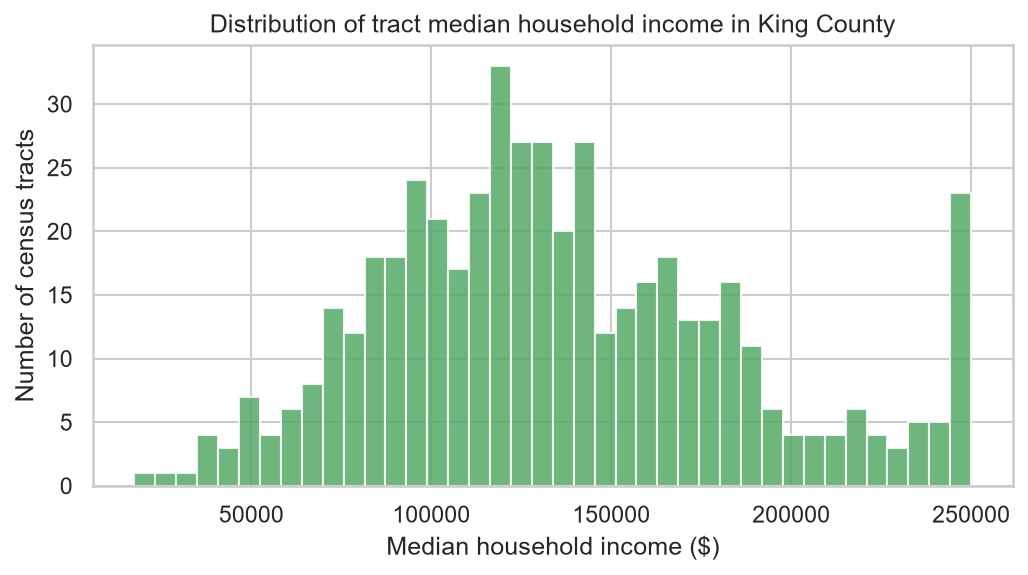 Distribution of tract median household income in King County
Number of census tracts
30
25
20
15
10
5
0
50000 100000 150000 200000 250000
Median household income ($)